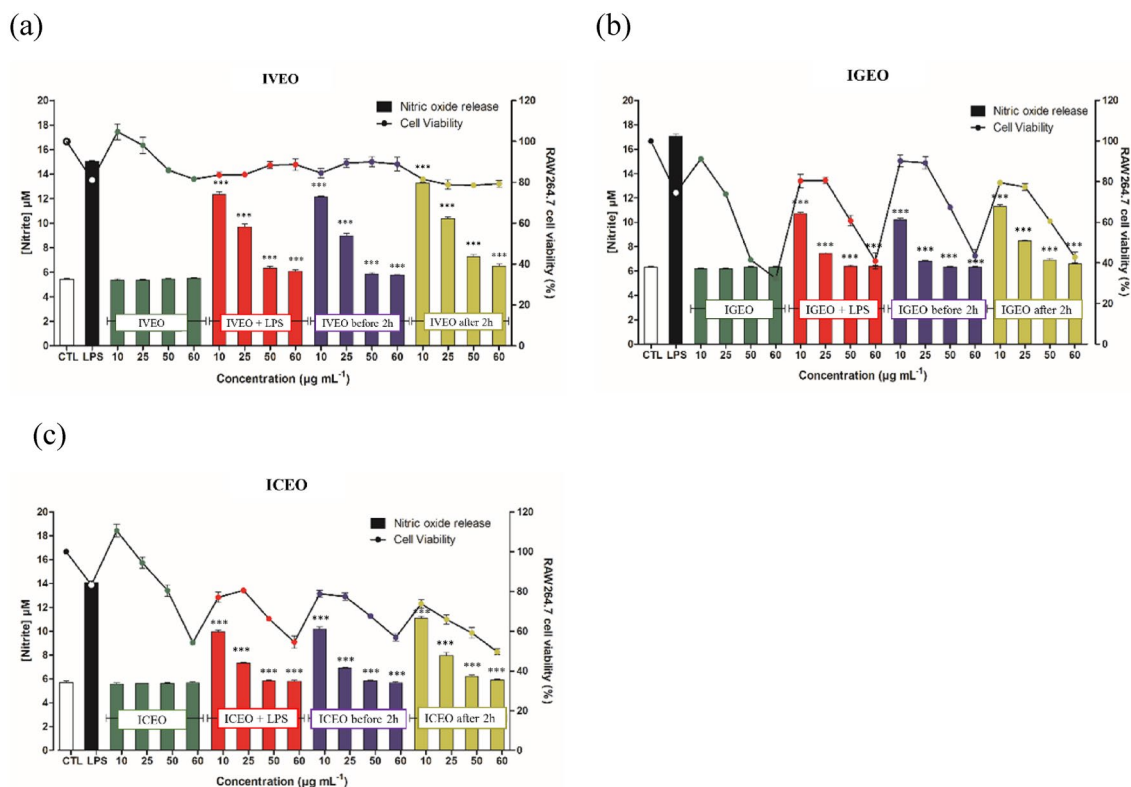 (a)
IVEO
20
18
16
14
12
10
8
6
4
2
0
[Nitrite] µM
120
100
80
60
40
20
0
RAW264.7 cell viability (%)
Nitric oxide release
Cell Viability
*** *** *** ***
*** *** *** ***
*** *** *** ***
IVEO IVEO + LPS IVEO before 2h IVEO after 2h
CTL LPS 10 25 50 60 10 25 50 60 10 25 50 60 10 25 50 60
Concentration (µg mL-1)
(b)
IGEO
20
18
16
14
12
10
8
6
4
2
0
[Nitrite] µM
120
100
80
60
40
20
0
RAW264.7 cell viability (%)
Nitric oxide release
Cell Viability
*** *** *** ***
*** *** *** ***
*** *** *** ***
IGEO IGEO + LPS IGEO before 2h IGEO after 2h
CTL LPS 10 25 50 60 10 25 50 60 10 25 50 60 10 25 50 60
Concentration (µg mL-1)
(c)
ICEO
20
18
16
14
12
10
8
6
4
2
0
[Nitrite] µM
120
100
80
60
40
20
0
RAW264.7 cell viability (%)
Nitric oxide release
Cell Viability
*** *** *** ***
*** *** *** ***
*** *** *** ***
ICEO ICEO + LPS ICEO before 2h ICEO after 2h
CTL LPS 10 25 50 60 10 25 50 60 10 25 50 60 10 25 50 60
Concentration (µg mL-1)